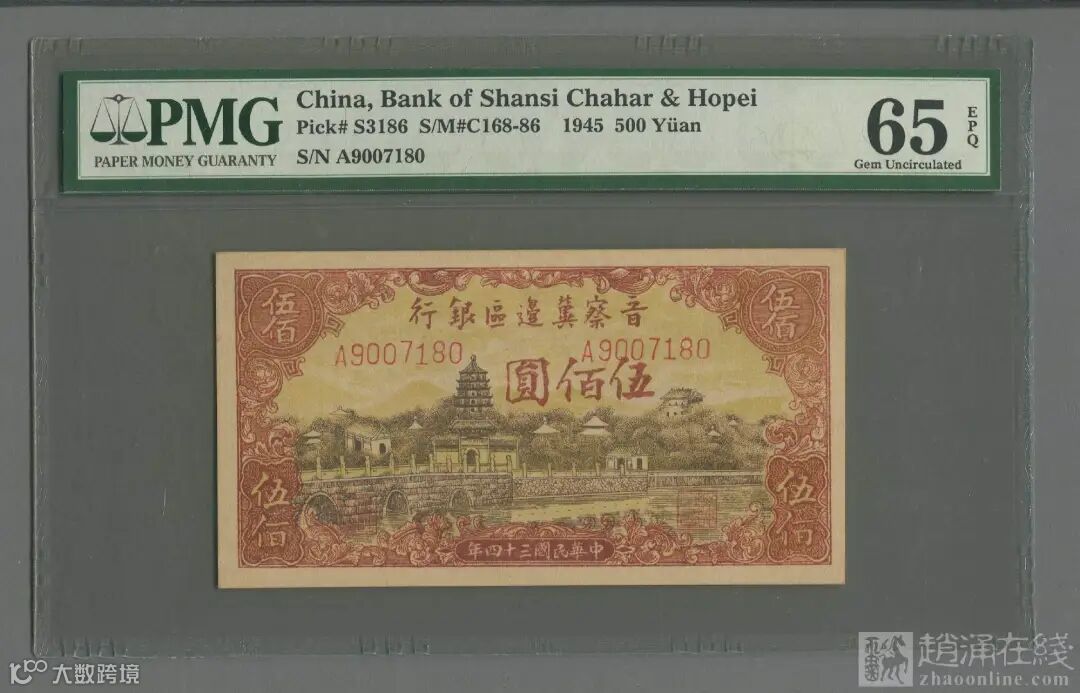 PMG
PAPER MONEY GUARANTY
China, Bank of Shansi Chahar & Hopei
Pick# S3186 S/M#C168-86 1945 500 Yüan
S/N A9007180
65
EPQ
Gem Uncirculated
伍佰
行銀區邊冀察晉
伍佰
A9007180 A9007180
圓佰伍
伍佰
伍佰
年四十三國民華中
大数跨境
趙涌在綫
zhaoonline.com